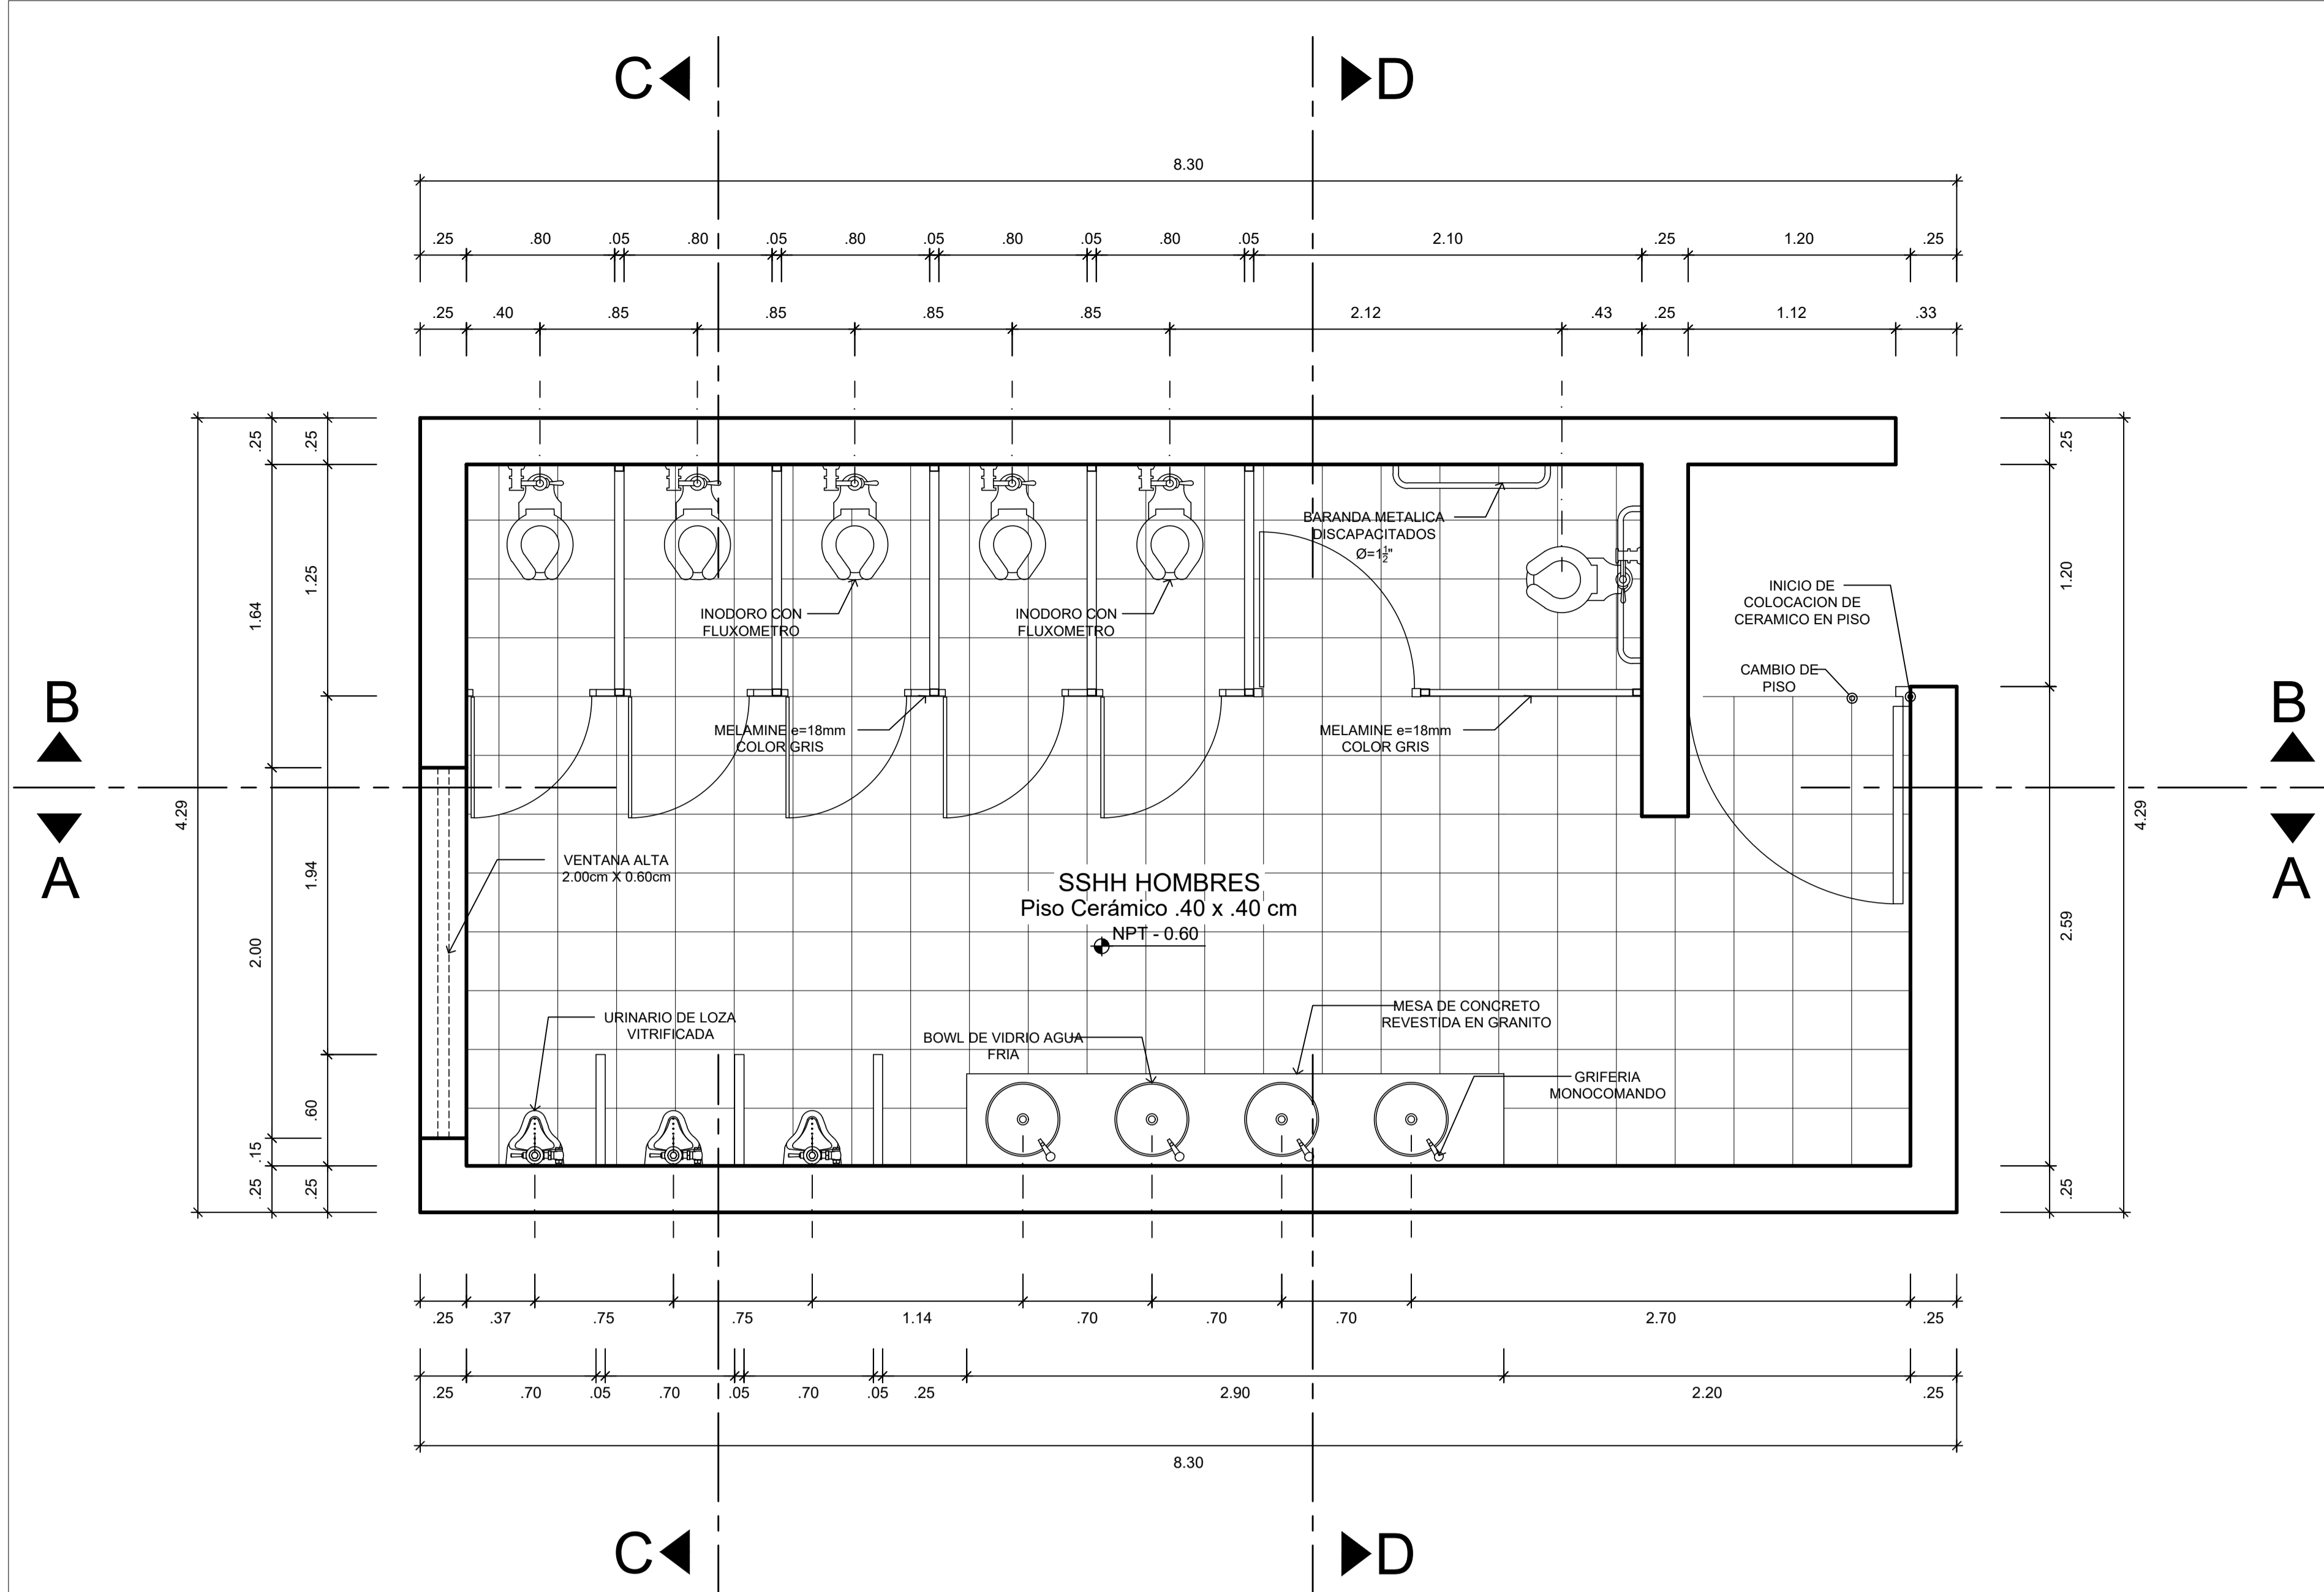 C D
8.30
.25 .80 .05 .80 .05 .80 .05 .80 .05 .80 .05 2.10 .25 1.20 .25
.25 .40 .85 .85 .85 .85 2.12 .43 .25 1.12 .33
4.29
.25
1.64
2.00
.15
.25
.25
1.25
1.94
.60
.25
B
A
BARANDA METALICA
DISCAPACITADOS
Ø=1½"
INODORO CON
FLUXOMETRO
INODORO CON
FLUXOMETRO
INICIO DE
COLOCACION DE
CERAMICO EN PISO
CAMBIO DE
PISO
MELAMINE e=18mm
COLOR GRIS
MELAMINE e=18mm
COLOR GRIS
VENTANA ALTA
2.00cm X 0.60cm
SSHH HOMBRES
Piso Cerámico .40 x .40 cm
NPT - 0.60
URINARIO DE LOZA
VITRIFICADA
BOWL DE VIDRIO AGUA
FRIA
MESA DE CONCRETO
REVESTIDA EN GRANITO
GRIFERIA
MONOCOMANDO
.25
1.20
2.59
.25
4.29
B
A
.25 .37 .75 .75 1.14 .70 .70 .70 2.70 .25
.25 .70 .05 .70 .05 .70 .05 .25 2.90 2.20 .25
8.30
C D